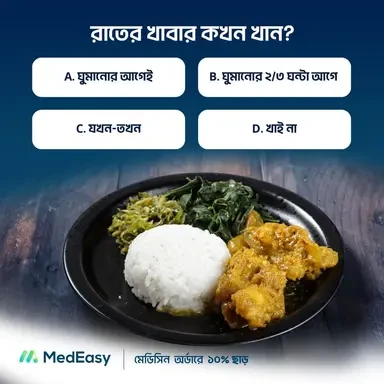 রাতের খাবার কখন খান?
A. ঘুমানোর আগেই
B. ঘুমানোর ২/৩ ঘন্টা আগে
C. যখন-তখন
D. খাই না
MedEasy
মেডিসিন অর্ডারে ১০% ছাড়